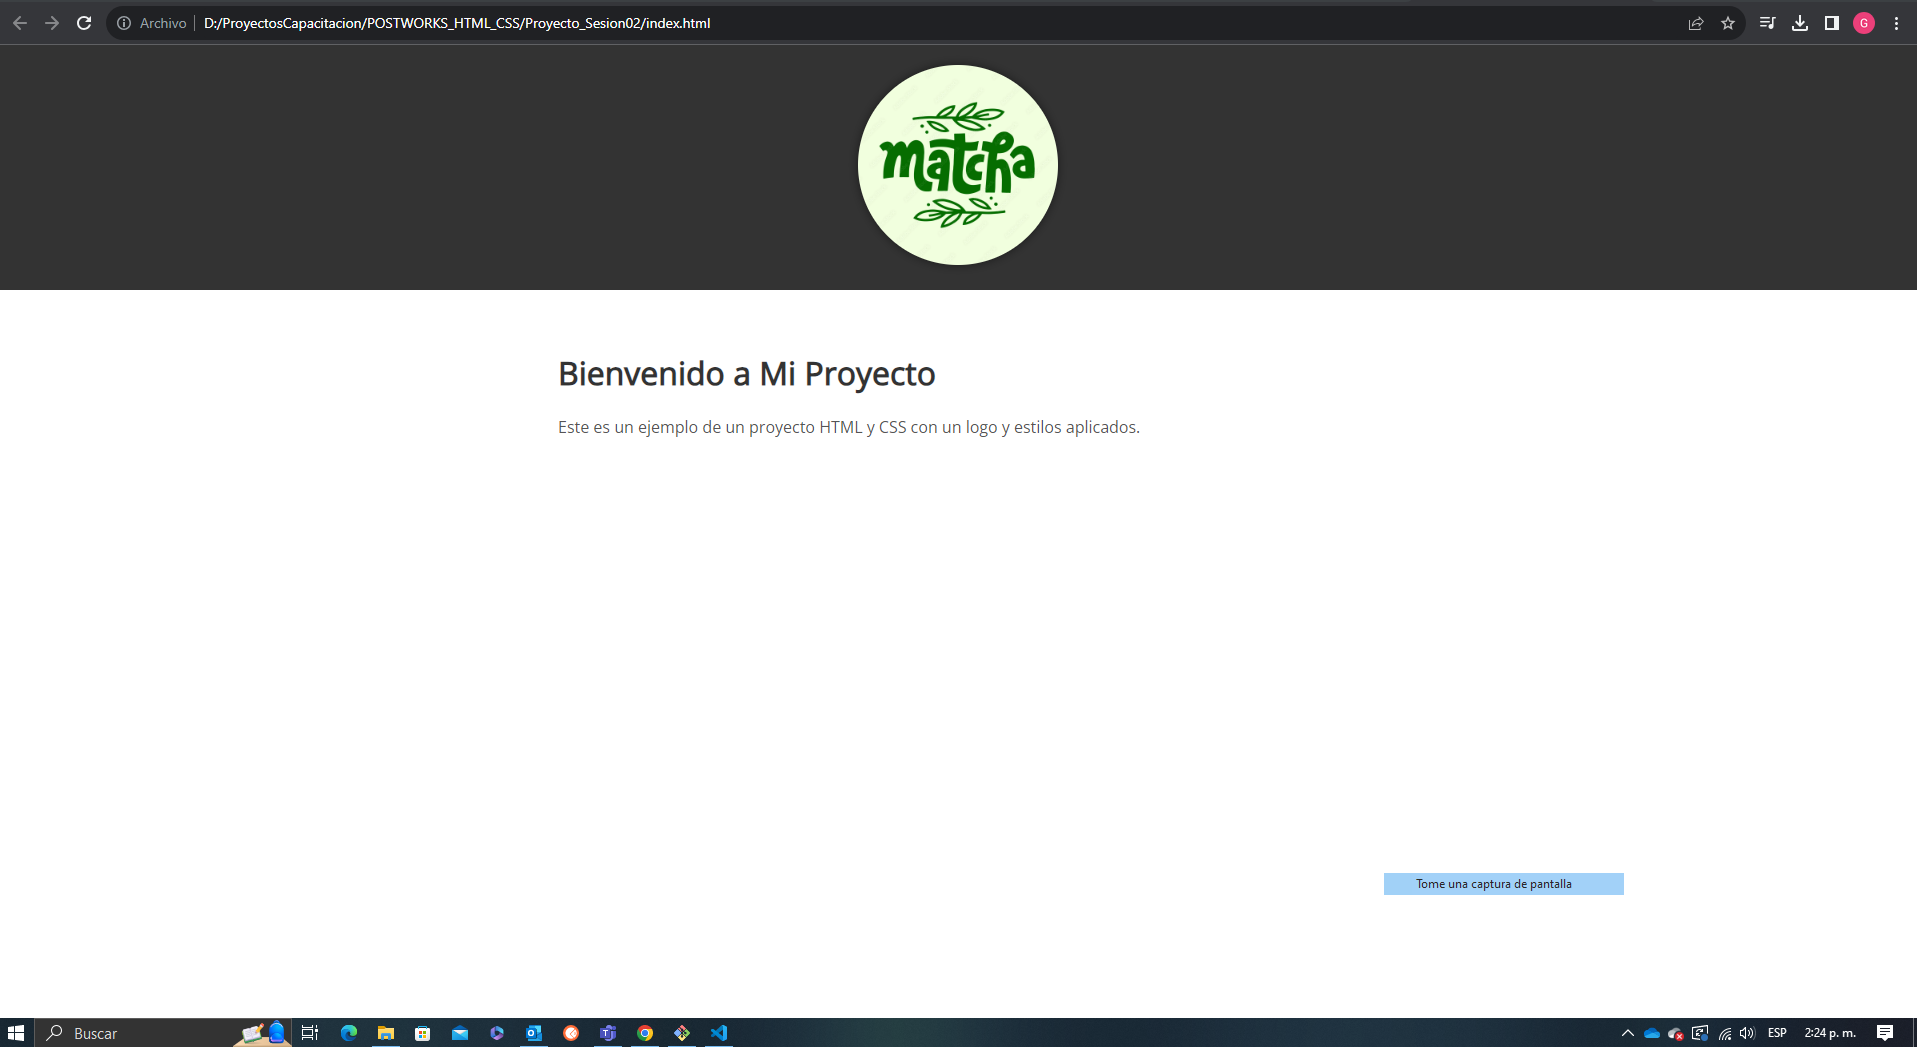 Archivo D:/ProyectosCapacitacion/POSTWORKS_HTML_CSS/Proyecto_Sesion02/index.html
G
matcha
Bienvenido a Mi Proyecto
Este es un ejemplo de un proyecto HTML y CSS con un logo y estilos aplicados.
Tome una captura de pantalla
Buscar
ESP
2:24 p. m.